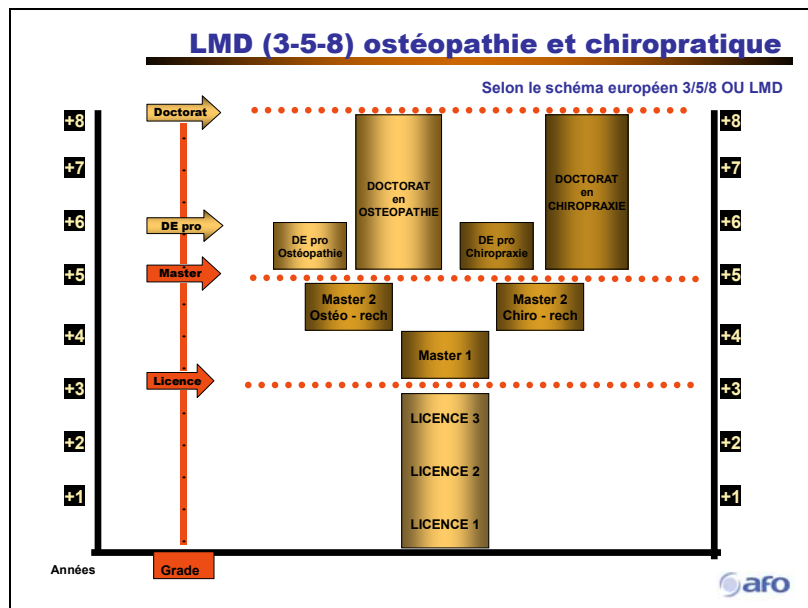 LMD (3-5-8) ostéopathie et chiropratique
Selon le schéma européen 3/5/8 OU LMD
Doctorat
+8
+8
+7
+7
DOCTORAT
en
OSTEOPATHIE
DOCTORAT
en
CHIROPRAXIE
+6
+6
DE pro
DE pro
Ostéopathie
DE pro
Chiropraxie
Master
+5
+5
Master 2
Ostéo - rech
Master 2
Chiro - rech
+4
+4
Master 1
Licence
+3
+3
LICENCE 3
+2
+2
LICENCE 2
+1
+1
LICENCE 1
Années
Grade
afo